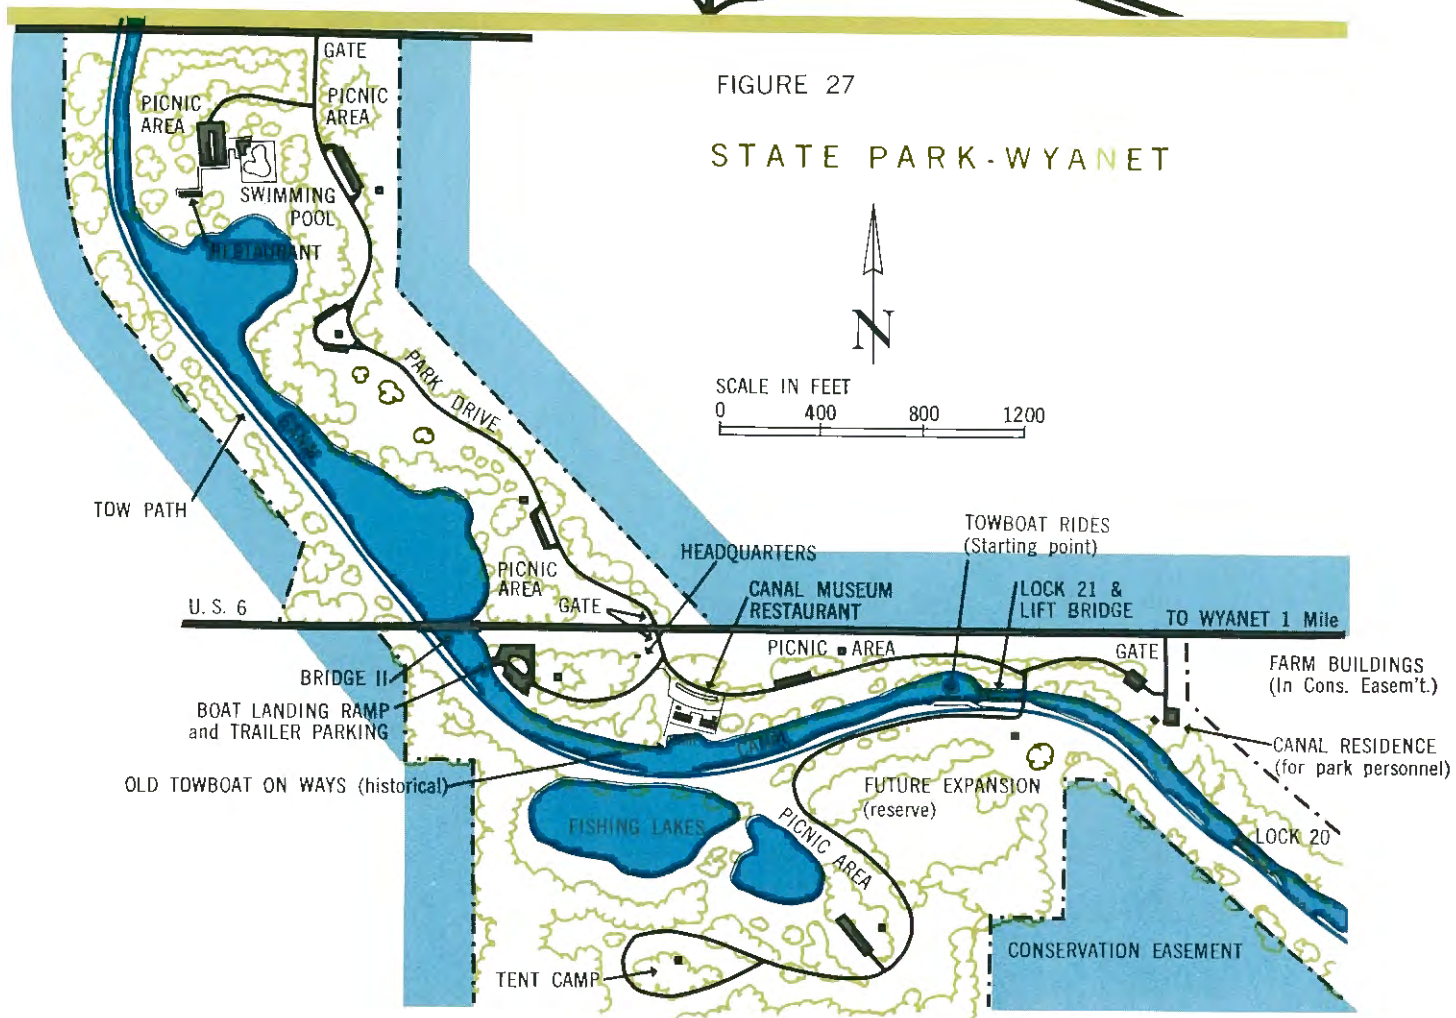 FIGURE 27
STATE PARK-WYANET
N
SCALE IN FEET
0 400 800 1200
GATE
PICNIC
AREA
PICNIC
AREA
SWIMMING
POOL
RESTAURANT
PARK DRIVE
CANAL
TOW PATH
PICNIC
AREA
GATE
HEADQUARTERS
CANAL MUSEUM
RESTAURANT
TOWBOAT RIDES
(Starting point)
LOCK 21 &
LIFT BRIDGE
U. S. 6
TO WYANET 1 Mile
PICNIC AREA
GATE
FARM BUILDINGS
(In Cons. Easem't.)
BRIDGE II
BOAT LANDING RAMP
and TRAILER PARKING
OLD TOWBOAT ON WAYS (historical)
CANAL
CANAL RESIDENCE
(for park personnel)
FUTURE EXPANSION
(reserve)
FISHING LAKES
PICNIC AREA
LOCK 20
CONSERVATION EASEMENT
TENT CAMP